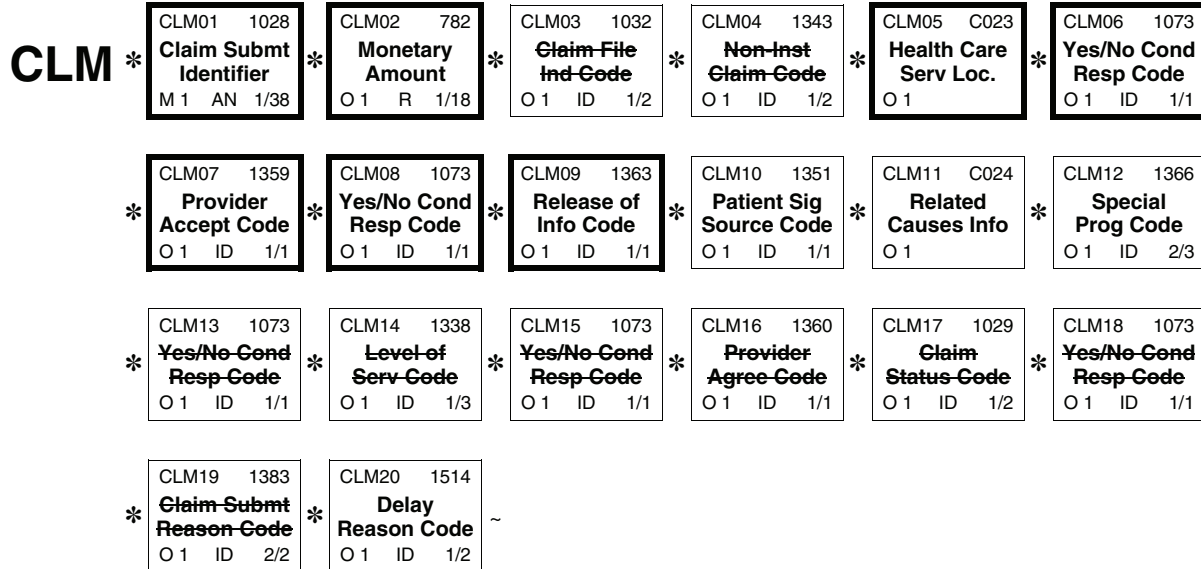 CLM01 1028 CLM02 782 CLM03 1032 CLM04 1343 CLM05 C023 CLM06 1073
CLM * Claim Submt * Monetary * Claim File * Non-Inst * Health Care * Yes/No Cond
Identifier Amount Ind Code Claim Code Serv Loc. Resp Code
M 1 AN 1/38 O 1 R 1/18 O 1 ID 1/2 O 1 ID 1/2 O 1 O 1 ID 1/1
CLM07 1359 CLM08 1073 CLM09 1363 CLM10 1351 CLM11 C024 CLM12 1366
* Provider * Yes/No Cond * Release of * Patient Sig * Related * Special
Accept Code Resp Code Info Code Source Code Causes Info Prog Code
O 1 ID 1/1 O 1 ID 1/1 O 1 ID 1/1 O 1 ID 1/1 O 1 O 1 ID 2/3
CLM13 1073 CLM14 1338 CLM15 1073 CLM16 1360 CLM17 1029 CLM18 1073
* Yes/No Cond * Level of * Yes/No Cond * Provider * Claim * Yes/No Cond
Resp Code Serv Code Resp Code Agree Code Status Code Resp Code
O 1 ID 1/1 O 1 ID 1/3 O 1 ID 1/1 O 1 ID 1/1 O 1 ID 1/2 O 1 ID 1/1
CLM19 1383 CLM20 1514
* Claim Submt * Delay ~
Reason Code Reason Code
O 1 ID 2/2 O 1 ID 1/2